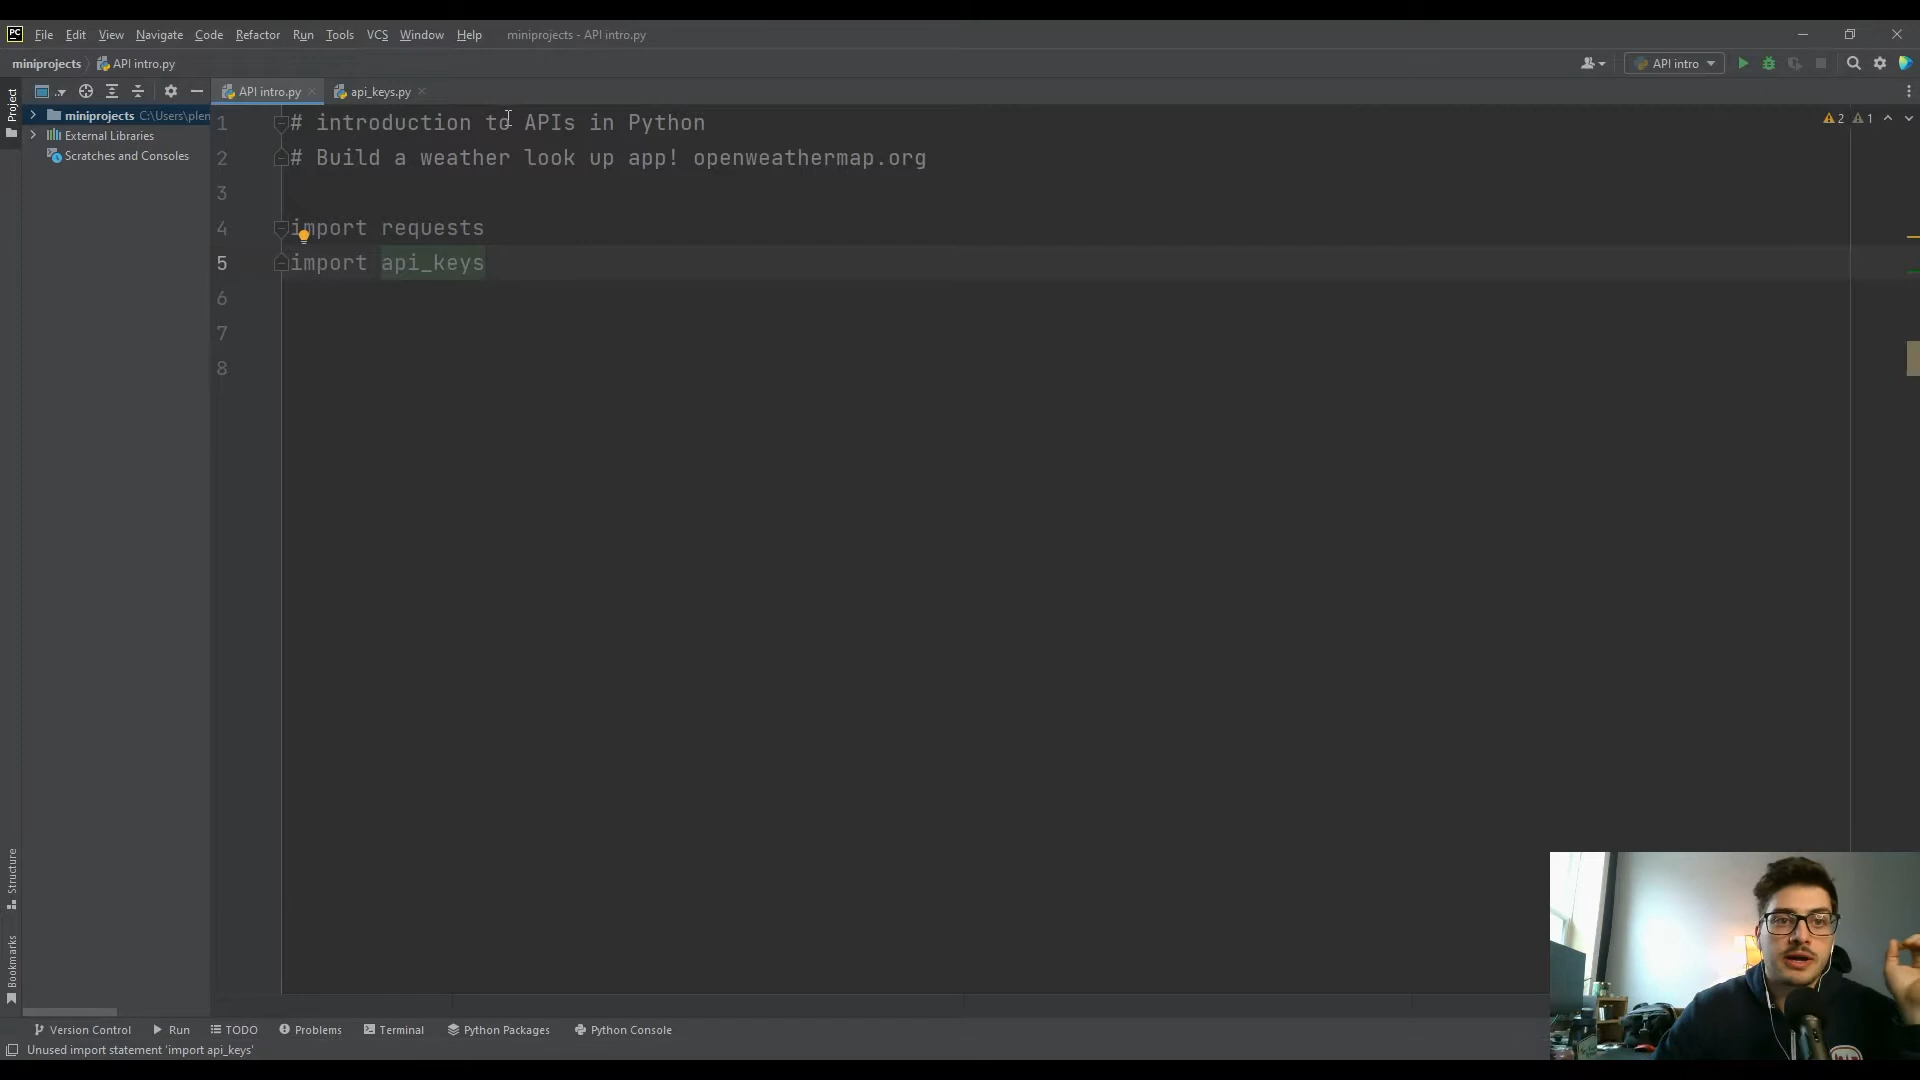 PC File Edit View Navigate Code Refactor Run Tools VCS Window Help miniprojects - API intro.py
miniprojects API intro.py API intro
API intro.py api_keys.py
Project
miniprojects C:\Users\plen
External Libraries
Scratches and Consoles
2 1
1 # introduction to APIs in Python
2 # Build a weather look up app! openweathermap.org
3
4 import requests
5 import api_keys
6
7
8
Structure
Bookmarks
Version Control Run TODO Problems Terminal Python Packages Python Console
Unused import statement 'import api_keys'